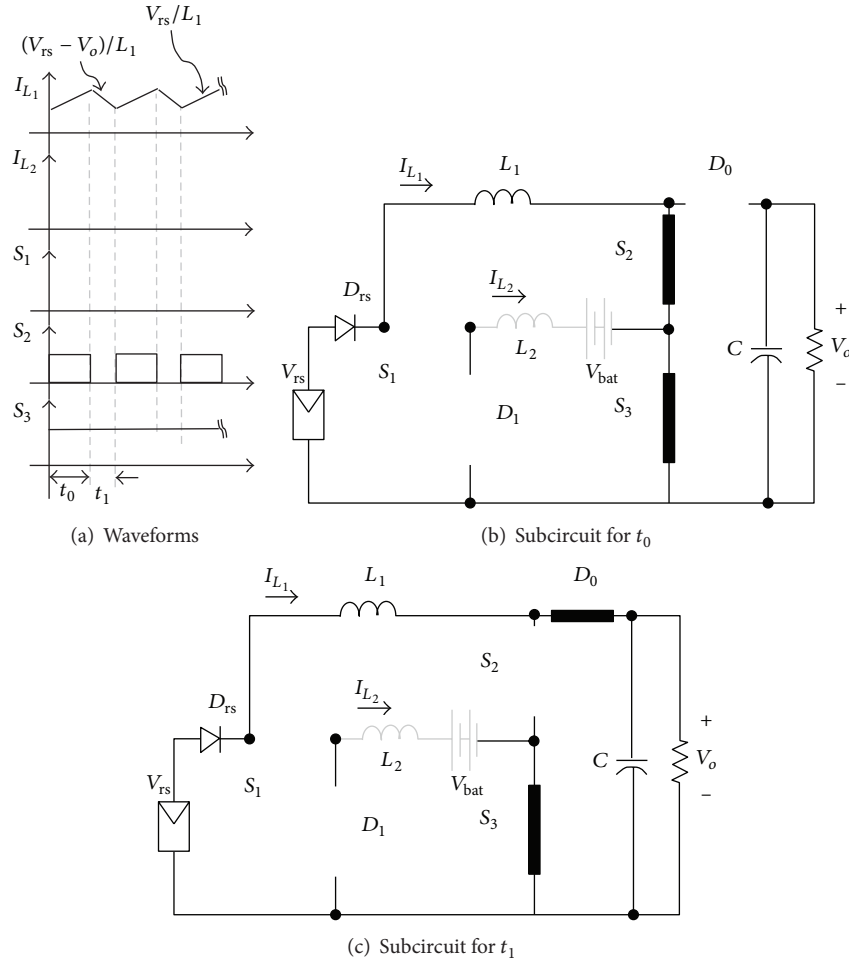 V_rs/L_1
(V_rs − V_o)/L_1
I_L1
I_L2
S_1
S_2
S_3
t_0 t_1
(a) Waveforms
I_L1 L_1 D_0
S_2
I_L2
D_rs
L_2
V_bat
S_1
V_rs
D_1
S_3
C
+
V_o
−
(b) Subcircuit for t_0
I_L1 L_1 D_0
S_2
I_L2
D_rs
L_2
V_bat
S_1
V_rs
D_1
S_3
C
+
V_o
−
(c) Subcircuit for t_1